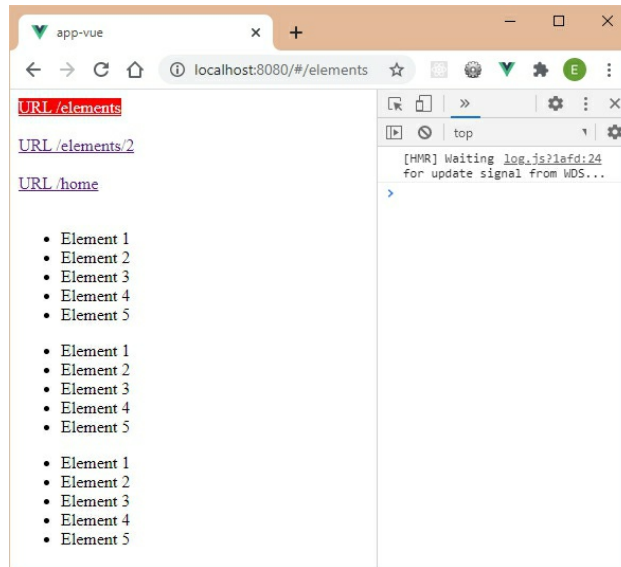 app-vue
localhost:8080/#/elements
E
URL /elements
URL /elements/2
URL /home
Element 1
Element 2
Element 3
Element 4
Element 5
Element 1
Element 2
Element 3
Element 4
Element 5
Element 1
Element 2
Element 3
Element 4
Element 5
top
[HMR] Waiting log.js?1afd:24
for update signal from WDS...